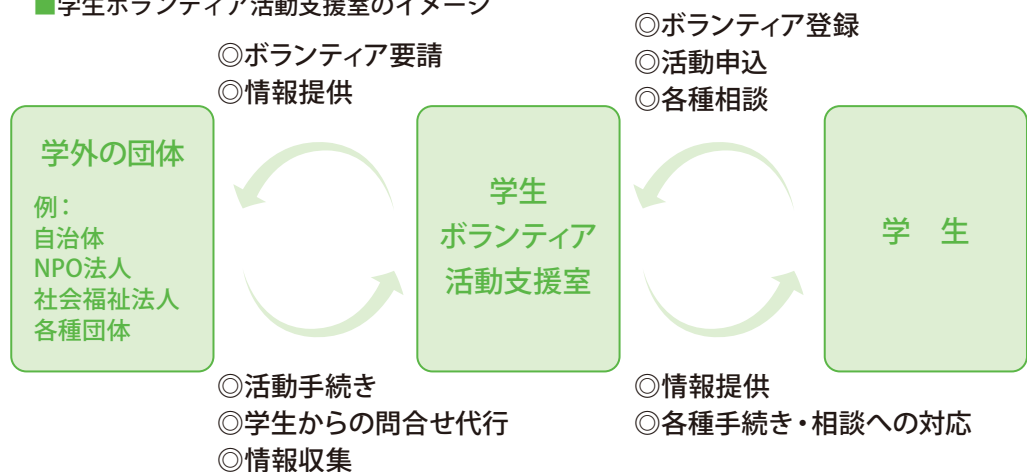 ■学生ボランティア活動支援室のイメージ
◎ボランティア要請
◎情報提供
◎ボランティア登録
◎活動申込
◎各種相談
学外の団体
例：
自治体
NPO法人
社会福祉法人
各種団体
学生
ボランティア
活動支援室
学　生
◎活動手続き
◎学生からの問合せ代行
◎情報収集
◎情報提供
◎各種手続き・相談への対応